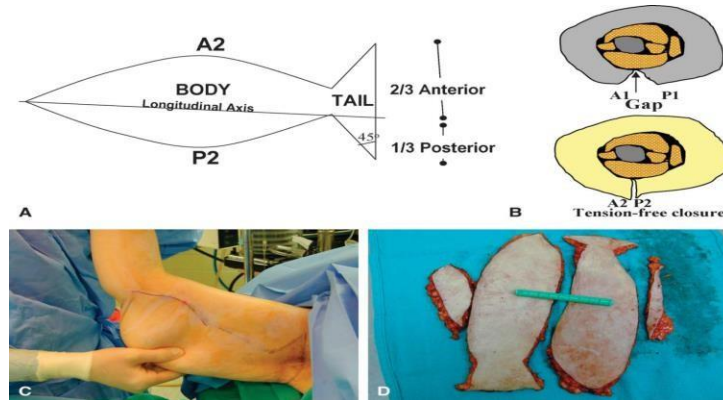 A2
BODY
Longitudinal Axis
TAIL
45°
P2
2/3 Anterior
1/3 Posterior
A
A1 P1
Gap
A2 P2
Tension-free closure
B
C
D